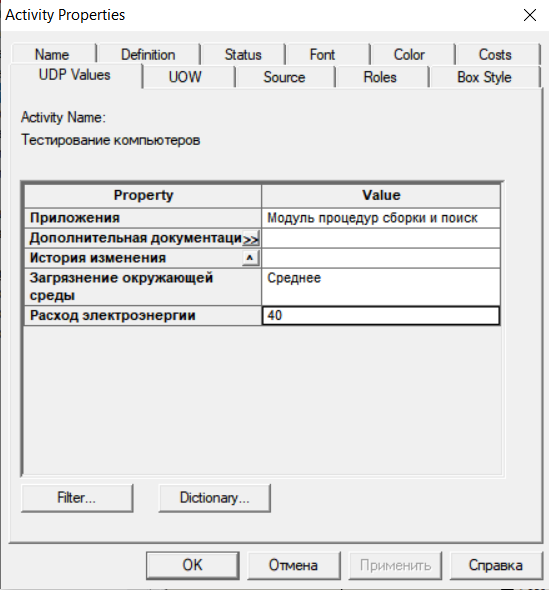 Activity Properties
Name Definition Status Font Color Costs
UDP Values UOW Source Roles Box Style
Activity Name:
Тестирование компьютеров
Property Value
Приложения Модуль процедур сборки и поиск
Дополнительная документаци >>
История изменения ^
Загрязнение окружающей Среднее
среды
Расход электроэнергии 40
Filter... Dictionary...
OK Отмена Применить Справка